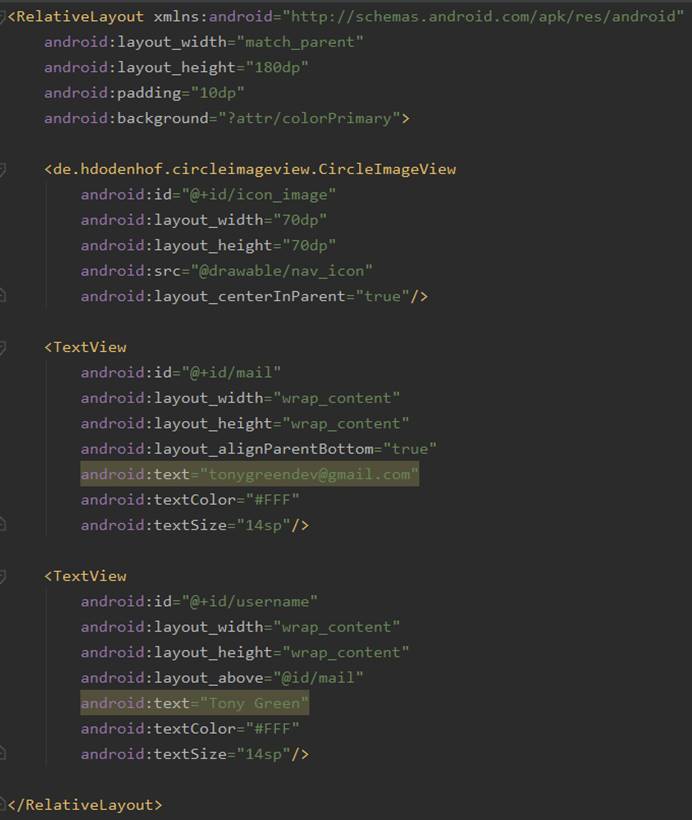 <RelativeLayout xmlns:android="http://schemas.android.com/apk/res/android"
    android:layout_width="match_parent"
    android:layout_height="180dp"
    android:padding="10dp"
    android:background="?attr/colorPrimary">

    <de.hdodenhof.circleimageview.CircleImageView
        android:id="@+id/icon_image"
        android:layout_width="70dp"
        android:layout_height="70dp"
        android:src="@drawable/nav_icon"
        android:layout_centerInParent="true"/>

    <TextView
        android:id="@+id/mail"
        android:layout_width="wrap_content"
        android:layout_height="wrap_content"
        android:layout_alignParentBottom="true"
        android:text="tonygreendev@gmail.com"
        android:textColor="#FFF"
        android:textSize="14sp"/>

    <TextView
        android:id="@+id/username"
        android:layout_width="wrap_content"
        android:layout_height="wrap_content"
        android:layout_above="@id/mail"
        android:text="Tony Green"
        android:textColor="#FFF"
        android:textSize="14sp"/>

</RelativeLayout>